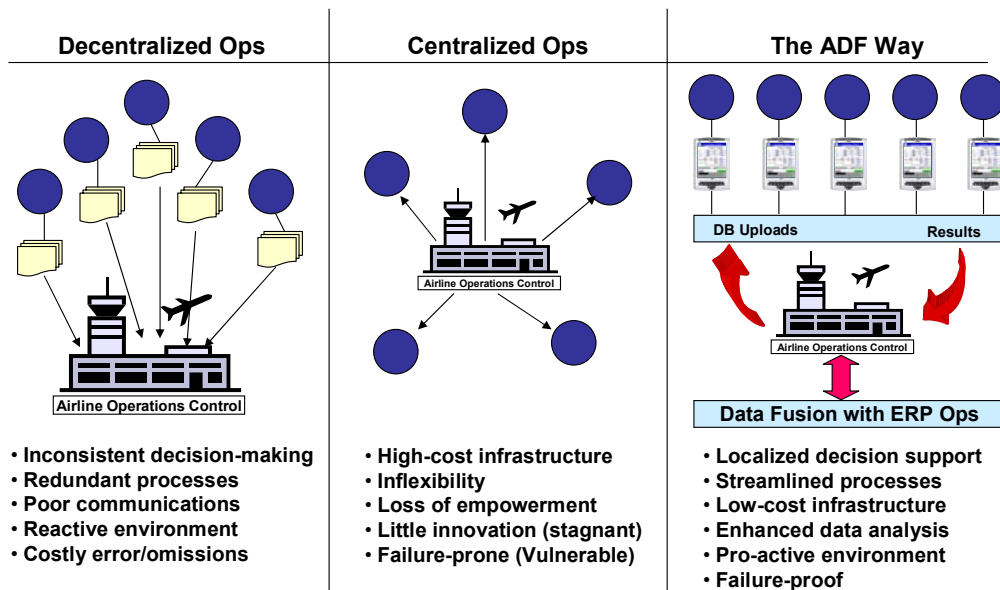 Decentralized Ops
Airline Operations Control
• Inconsistent decision-making
• Redundant processes
• Poor communications
• Reactive environment
• Costly error/omissions
Centralized Ops
Airline Operations Control
• High-cost infrastructure
• Inflexibility
• Loss of empowerment
• Little innovation (stagnant)
• Failure-prone (Vulnerable)
The ADF Way
DB Uploads
Results
Airline Operations Control
Data Fusion with ERP Ops
• Localized decision support
• Streamlined processes
• Low-cost infrastructure
• Enhanced data analysis
• Pro-active environment
• Failure-proof